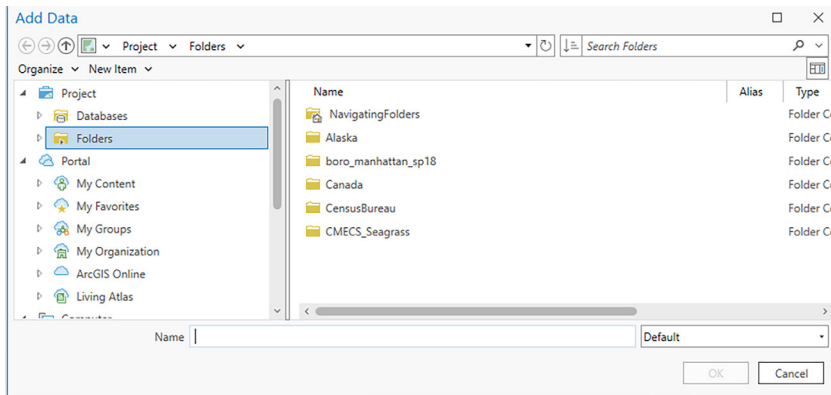 Add Data
Project Folders
Search Folders
Organize New Item
Project
Databases
Folders
Portal
My Content
My Favorites
My Groups
My Organization
ArcGIS Online
Living Atlas
Name Alias Type
NavigatingFolders Folder C
Alaska Folder C
boro_manhattan_sp18 Folder C
Canada Folder C
CensusBureau Folder C
CMECS_Seagrass Folder C
Name Default
OK Cancel